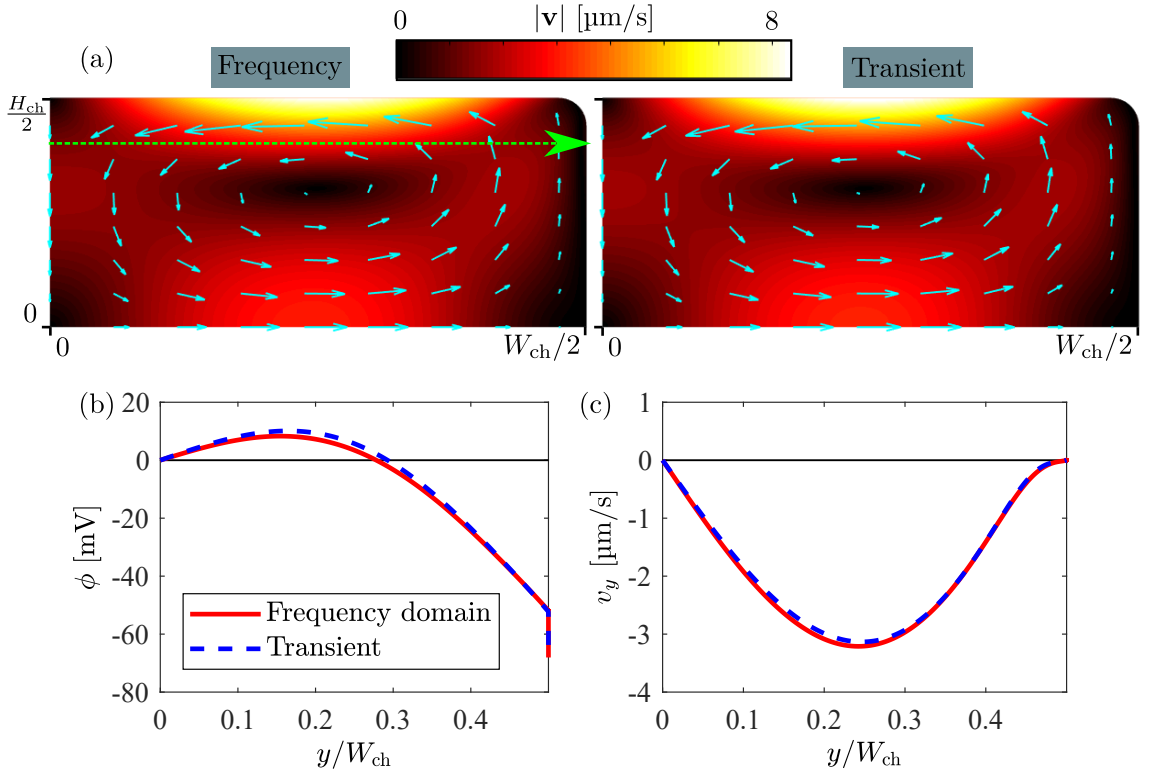 0 |v| [µm/s] 8
(a) Frequency Transient
H_ch/2
0
0 W_ch/2 0 W_ch/2
(b) (c)
20
0
-20
-40
-60
-80
ϕ [mV]
Frequency domain
Transient
0 0.1 0.2 0.3 0.4
y/W_ch
1
0
-1
-2
-3
-4
v_y [µm/s]
0 0.1 0.2 0.3 0.4
y/W_ch